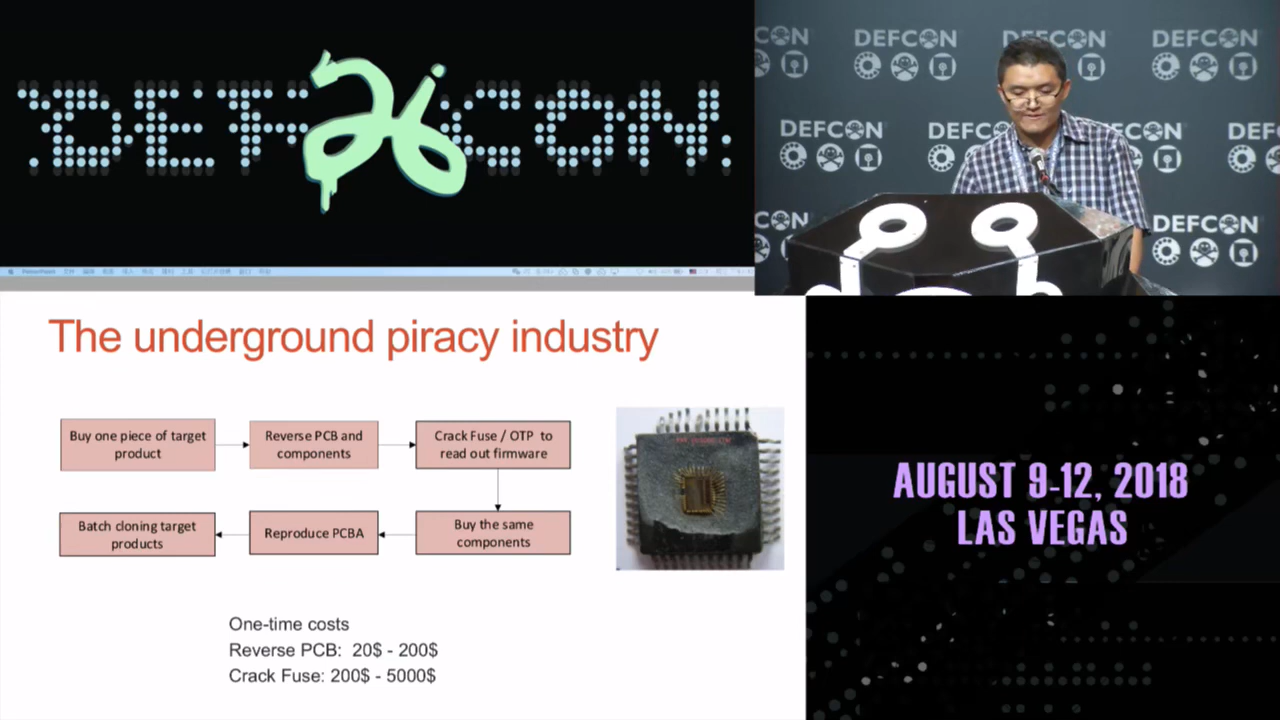 DEFCON
26
DEFCON
DEFCON
DEFCON
DEFCON
DEFCON
DEFCON
DEFCON
PowerPoint
The underground piracy industry
Buy one piece of target
product
Reverse PCB and
components
Crack Fuse / OTP to
read out firmware
Batch cloning target
products
Reproduce PCBA
Buy the same
components
One-time costs
Reverse PCB: 20$ - 200$
Crack Fuse: 200$ - 5000$
AUGUST 9-12, 2018
LAS VEGAS